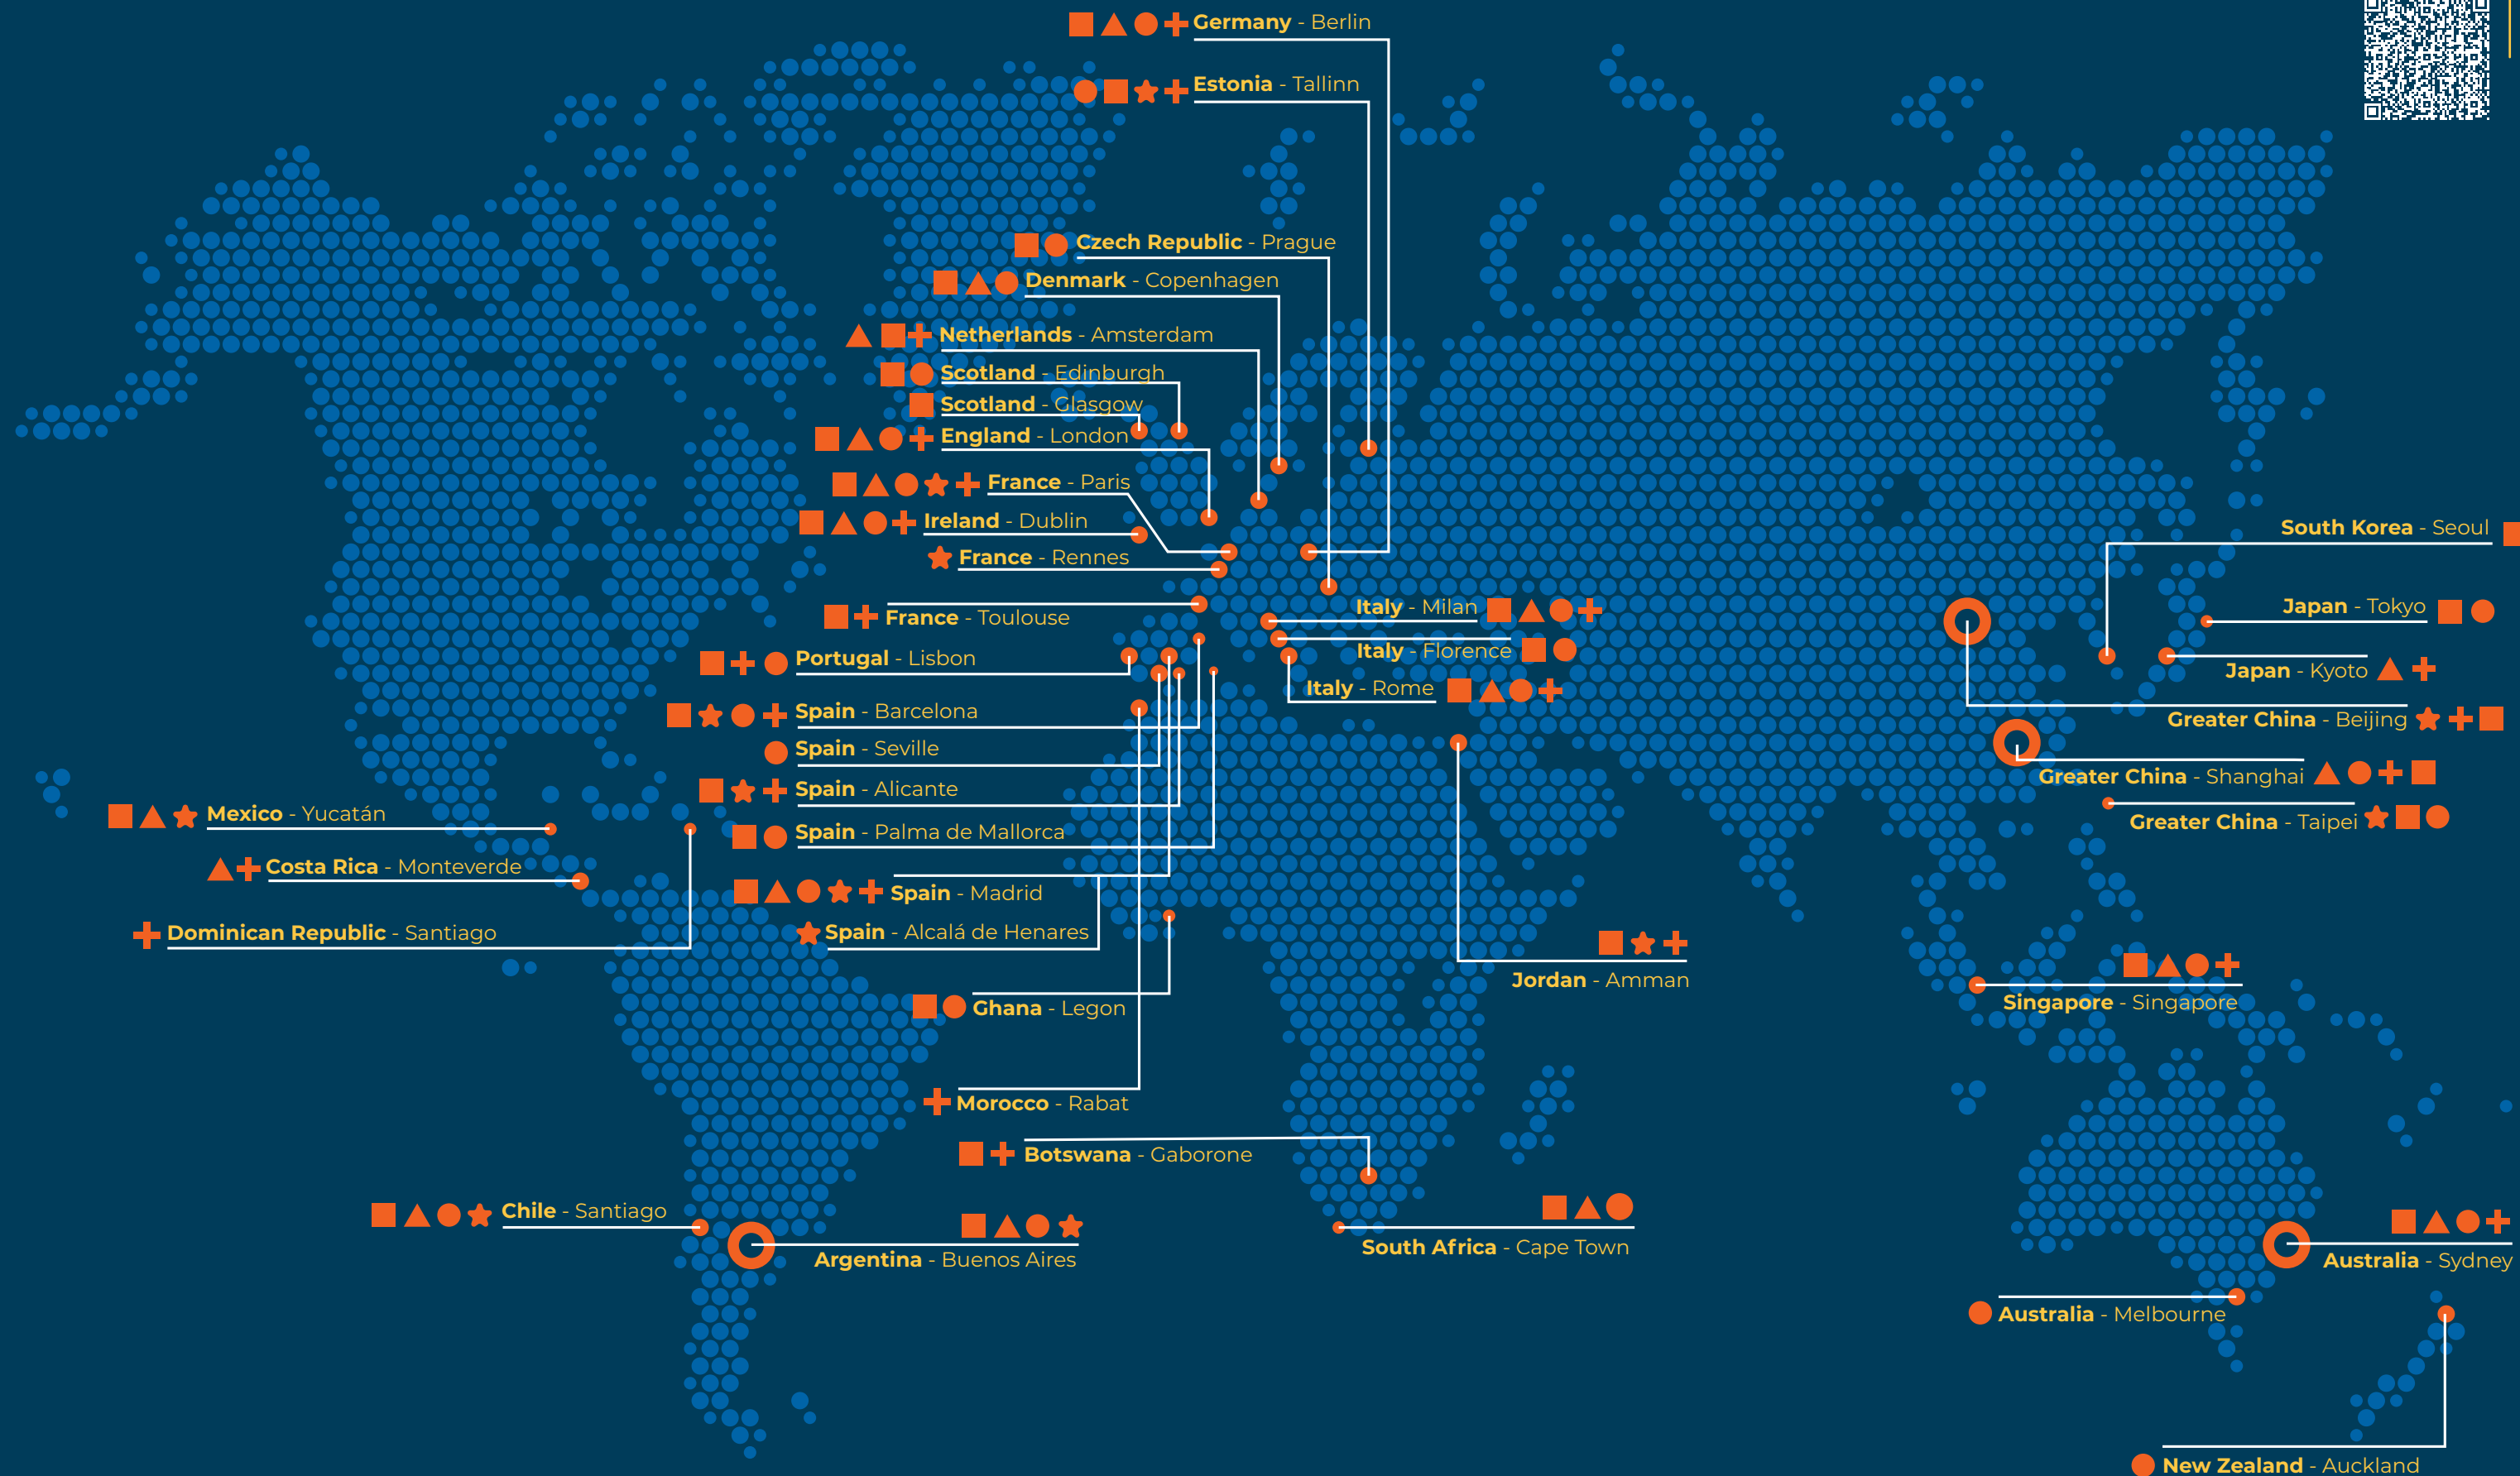 Germany - Berlin
Estonia - Tallinn
Czech Republic - Prague
Denmark - Copenhagen
Netherlands - Amsterdam
Scotland - Edinburgh
Scotland - Glasgow
England - London
France - Paris
Ireland - Dublin
France - Rennes
France - Toulouse
Portugal - Lisbon
Spain - Barcelona
Spain - Seville
Spain - Alicante
Spain - Palma de Mallorca
Spain - Madrid
Spain - Alcalá de Henares
Italy - Milan
Italy - Florence
Italy - Rome
South Korea - Seoul
Japan - Tokyo
Japan - Kyoto
Greater China - Beijing
Greater China - Shanghai
Greater China - Taipei
Mexico - Yucatán
Costa Rica - Monteverde
Dominican Republic - Santiago
Jordan - Amman
Singapore - Singapore
Ghana - Legon
Morocco - Rabat
Botswana - Gaborone
Chile - Santiago
Argentina - Buenos Aires
South Africa - Cape Town
Australia - Sydney
Australia - Melbourne
New Zealand - Auckland